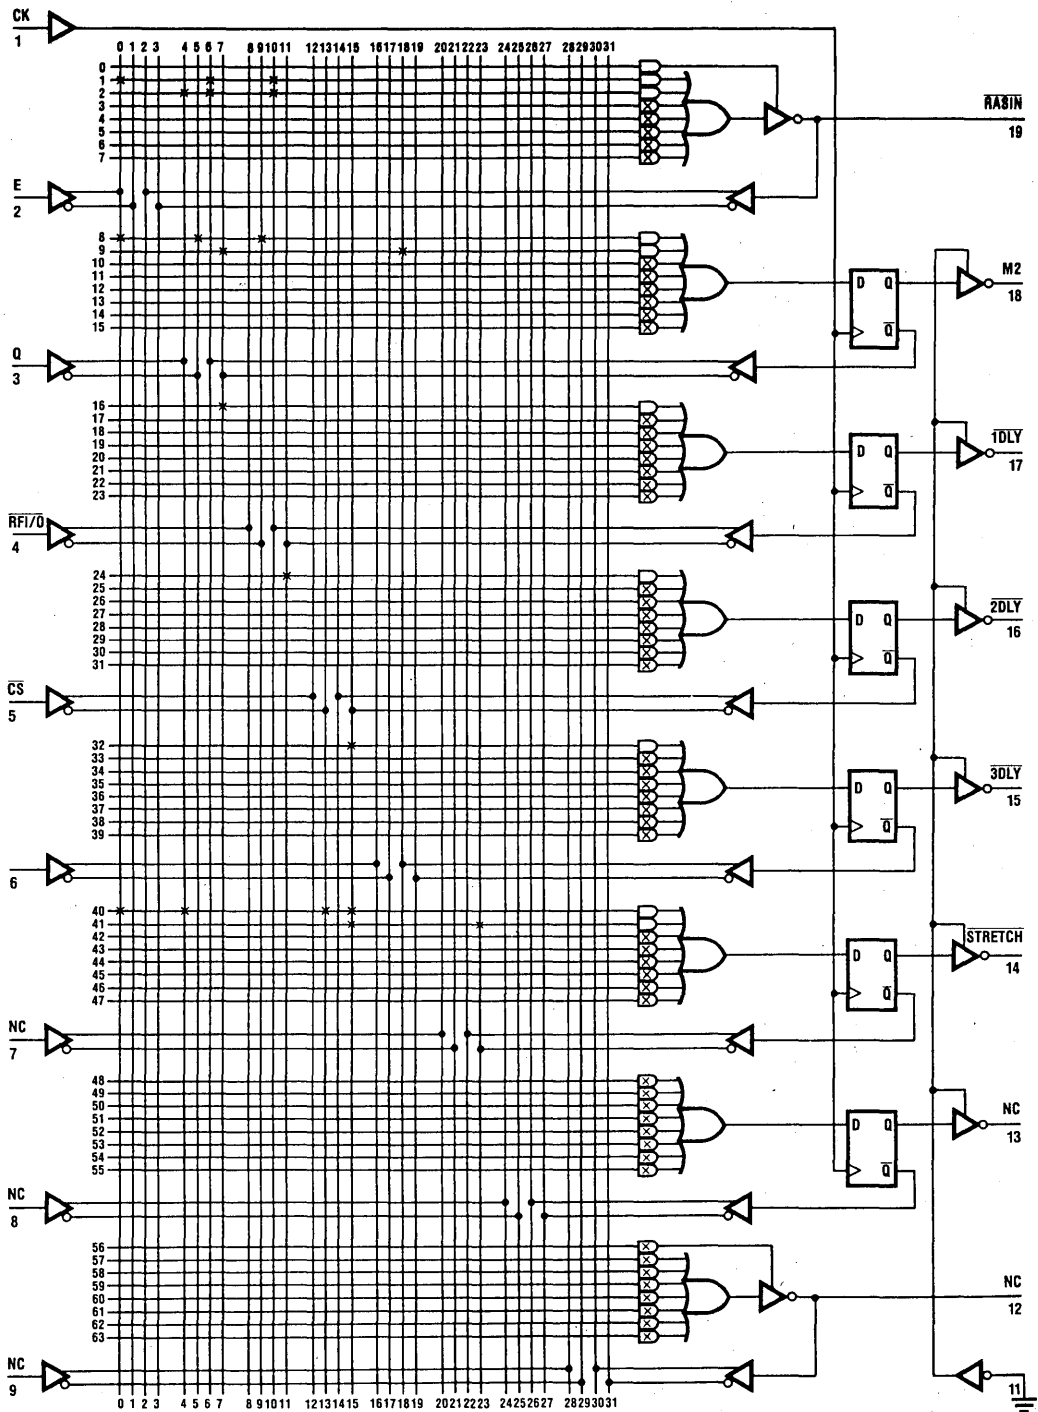 CK
1
0 1 2 3 4 5 6 7 8 9 10 11 12 13 14 15 16 17 18 19 20 21 22 23 24 25 26 27 28 29 30 31
0
1
2
3
4
5
6
7
RASIN
19
E
2
8
9
10
11
12
13
14
15
D Q
Q
M2
18
Q
3
16
17
18
19
20
21
22
23
D Q
Q
1DLY
17
RFI/O
4
24
25
26
27
28
29
30
31
D Q
Q
2DLY
16
CS
5
32
33
34
35
36
37
38
39
D Q
Q
3DLY
15
6
40
41
42
43
44
45
46
47
D Q
Q
STRETCH
14
NC
7
48
49
50
51
52
53
54
55
D Q
Q
NC
13
NC
8
56
57
58
59
60
61
62
63
NC
12
NC
9
11
0 1 2 3 4 5 6 7 8 9 10 11 12 13 14 15 16 17 18 19 20 21 22 23 24 25 26 27 28 29 30 31